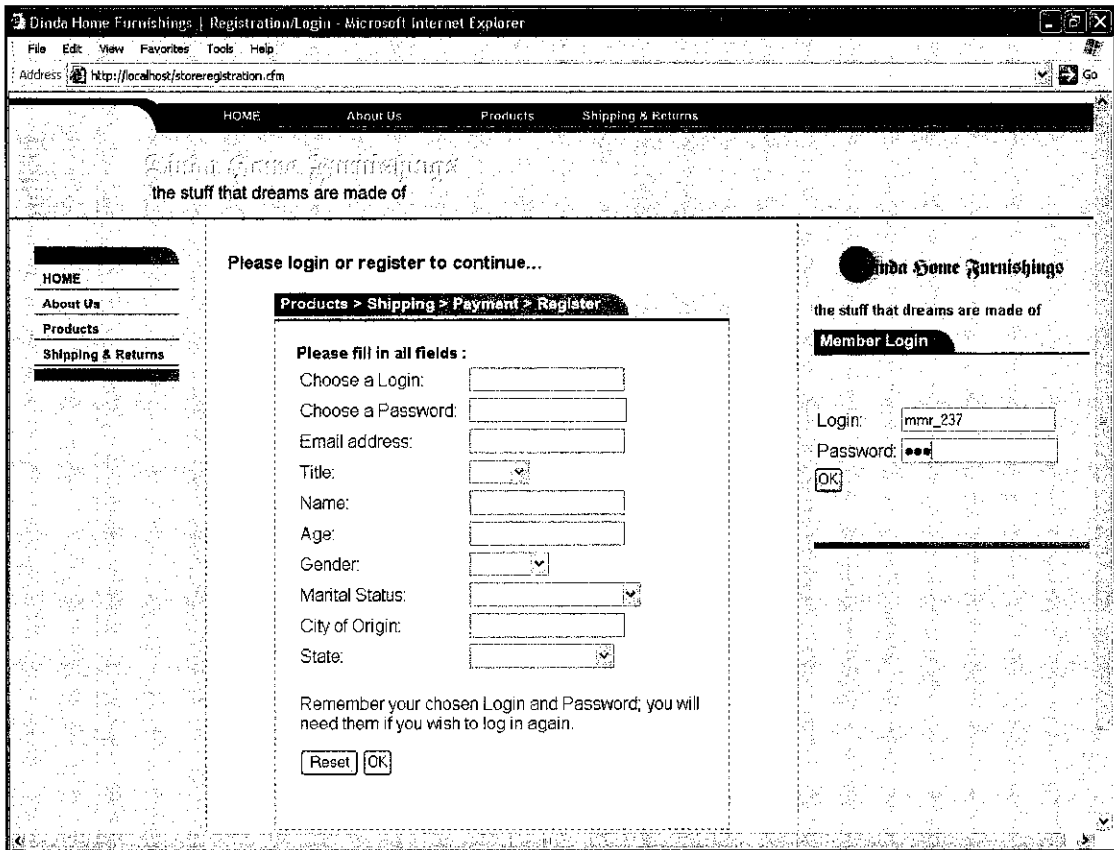 Dinda Home Furnishings | Registration/Login - Microsoft Internet Explorer
File Edit View Favorites Tools Help
Address http://localhost/storeregistration.cfm Go
HOME About Us Products Shipping & Returns
Dinda Home Furnishings
the stuff that dreams are made of
HOME
About Us
Products
Shipping & Returns
Please login or register to continue...
Products > Shipping > Payment > Register
Please fill in all fields :
Choose a Login:
Choose a Password:
Email address:
Title:
Name:
Age:
Gender:
Marital Status:
City of Origin:
State:
Remember your chosen Login and Password; you will
need them if you wish to log in again.
Reset OK
Dinda Home Furnishings
the stuff that dreams are made of
Member Login
Login: mmr_237
Password: •••
OK